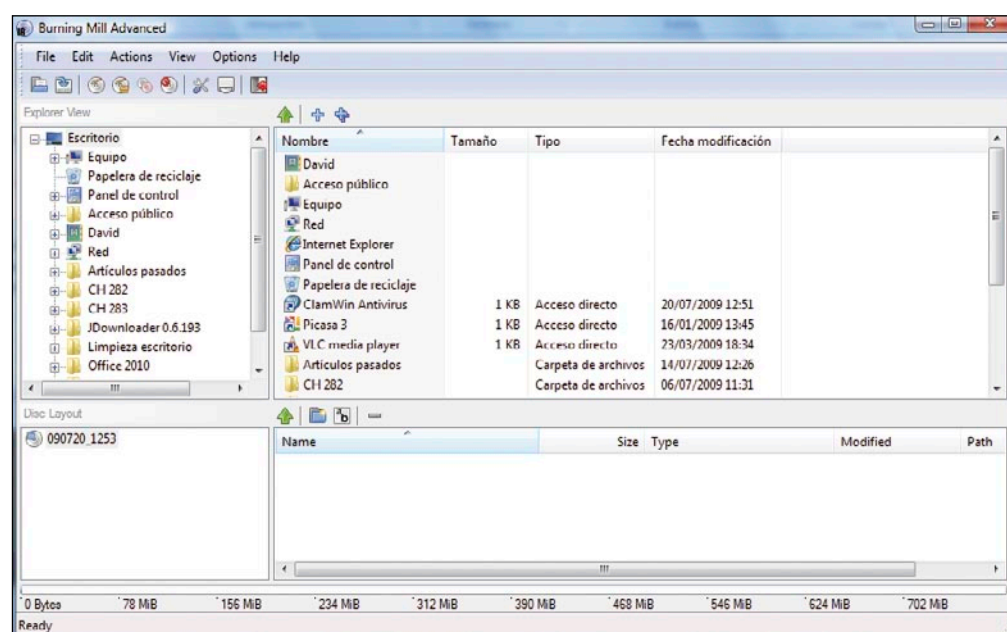 Burning Mill Advanced
File Edit Actions View Options Help
Explorer View
Escritorio
Equipo
Papelera de reciclaje
Panel de control
Acceso público
David
Red
Artículos pasados
CH 282
CH 283
JDownloader 0.6.193
Limpieza escritorio
Office 2010
Nombre Tamaño Tipo Fecha modificación
David
Acceso público
Equipo
Red
Internet Explorer
Panel de control
Papelera de reciclaje
ClamWin Antivirus 1 KB Acceso directo 20/07/2009 12:51
Picasa 3 1 KB Acceso directo 16/01/2009 13:45
VLC media player 1 KB Acceso directo 23/03/2009 18:34
Artículos pasados Carpeta de archivos 14/07/2009 12:26
CH 282 Carpeta de archivos 06/07/2009 11:31
Disc Layout
090720_1253
Name Size Type Modified Path
0 Bytes 78 MiB 156 MiB 234 MiB 312 MiB 390 MiB 468 MiB 546 MiB 624 MiB 702 MiB
Ready